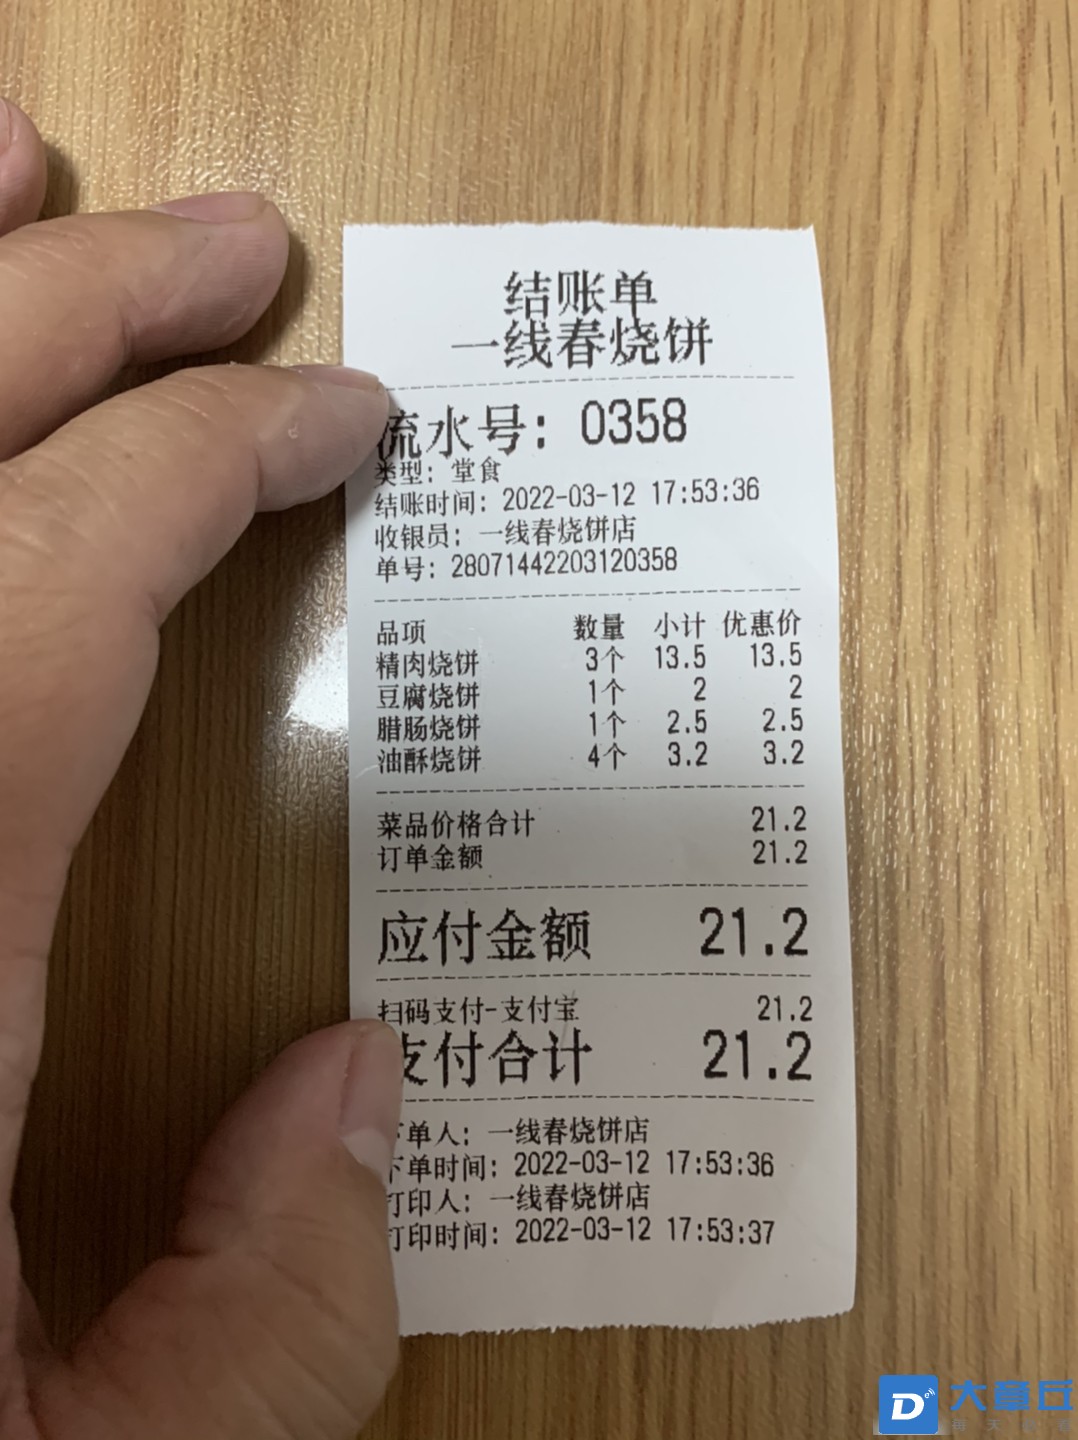 结账单
一线春烧饼
流水号: 0358
类型: 堂食
结账时间: 2022-03-12 17:53:36
收银员: 一线春烧饼店
单号: 28071442203120358
品项 数量 小计 优惠价
精肉烧饼 3个 13.5 13.5
豆腐烧饼 1个 2 2
腊肠烧饼 1个 2.5 2.5
油酥烧饼 4个 3.2 3.2
菜品价格合计 21.2
订单金额 21.2
应付金额 21.2
扫码支付-支付宝 21.2
支付合计 21.2
下单人: 一线春烧饼店
下单时间: 2022-03-12 17:53:36
打印人: 一线春烧饼店
打印时间: 2022-03-12 17:53:37
大章丘
每天